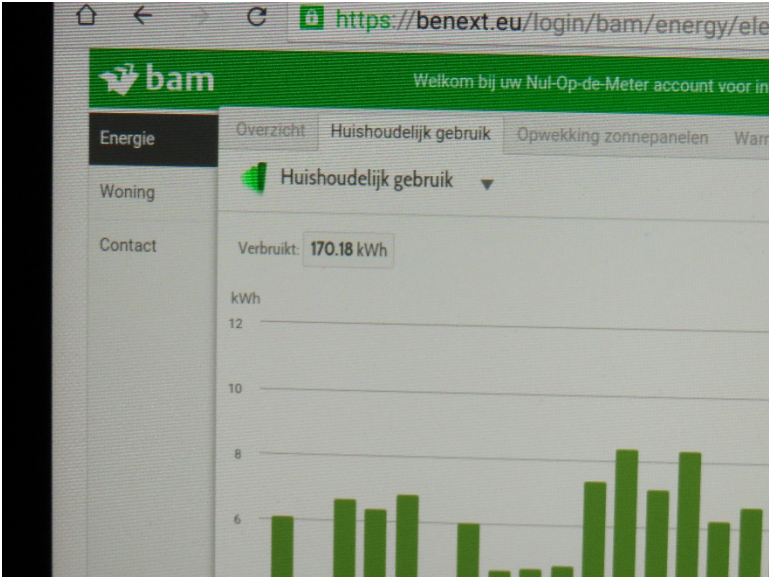 https://benext.eu/login/bam/energy/ele
bam
Welkom bij uw Nul-Op-de-Meter account voor in
Energie
Woning
Contact
Overzicht Huishoudelijk gebruik Opwekking zonnepanelen Warm
Huishoudelijk gebruik
Verbruikt: 170.18 kWh
kWh
12
10
8
6